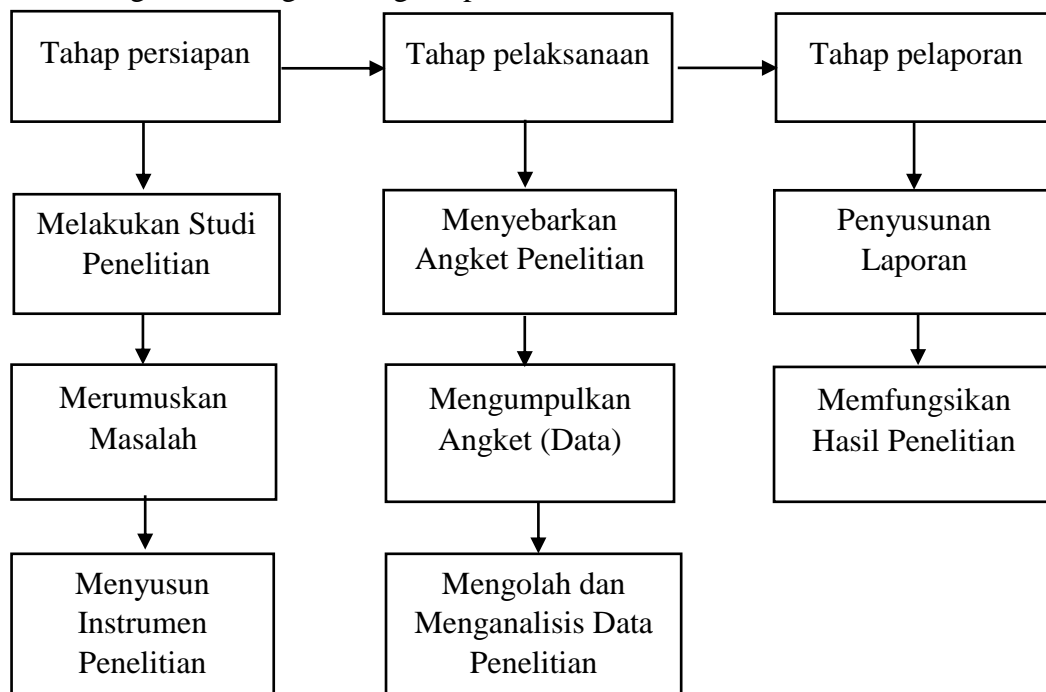 Tahap persiapan
Tahap pelaksanaan
Tahap pelaporan
Melakukan Studi
Penelitian
Menyebarkan
Angket Penelitian
Penyusunan
Laporan
Merumuskan
Masalah
Mengumpulkan
Angket (Data)
Memfungsikan
Hasil Penelitian
Menyusun
Instrumen
Penelitian
Mengolah dan
Menganalisis Data
Penelitian